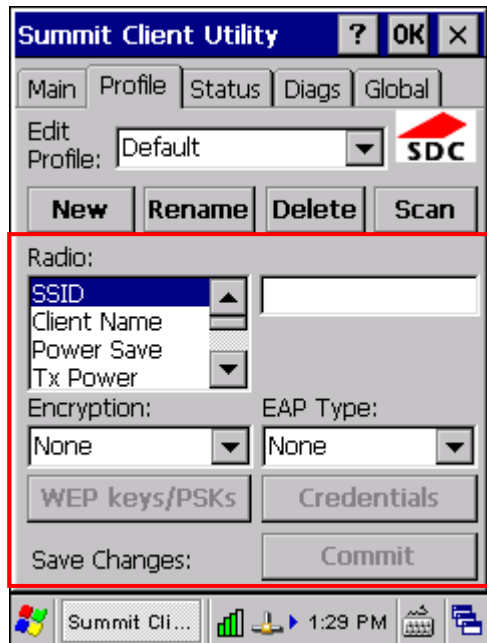 Summit Client Utility ? OK ×
Main Profile Status Diags Global
Edit Profile: Default SDC
New Rename Delete Scan
Radio:
SSID
Client Name
Power Save
Tx Power
Encryption: EAP Type:
None None
WEP keys/PSKs Credentials
Save Changes: Commit
Summit Cli... 1:29 PM